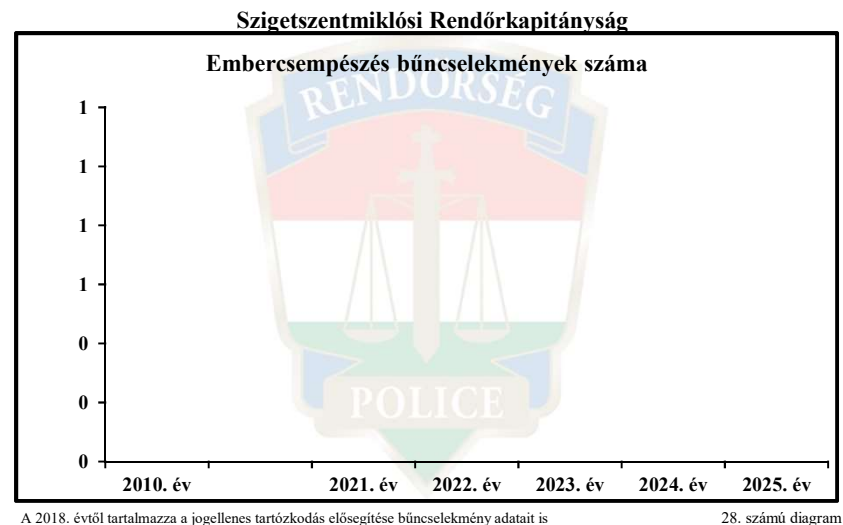 Szigetszentmiklósi Rendőrkapitányság
Embercsempészés bűncselekmények száma
RENDŐRSÉG
1
1
1
1
0
0
0
POLICE
2010. év 2021. év 2022. év 2023. év 2024. év 2025. év
A 2018. évtől tartalmazza a jogellenes tartózkodás elősegítése bűncselekmény adatait is
28. számú diagram